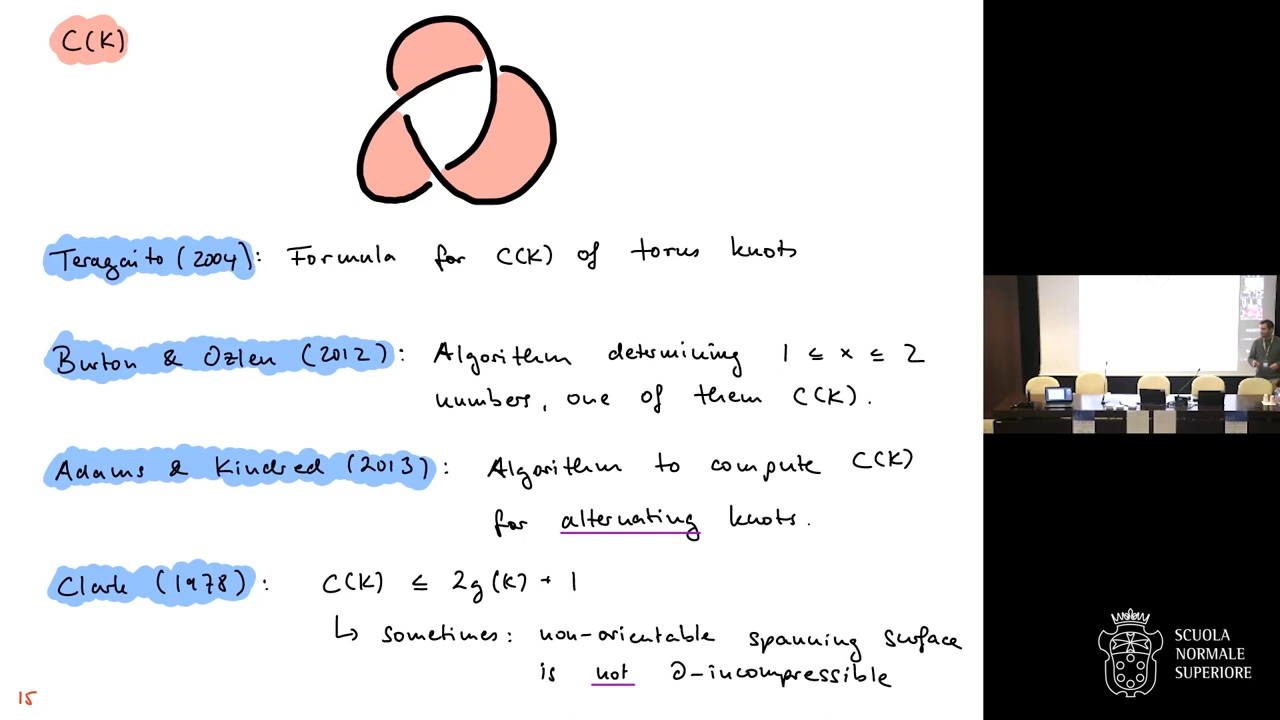 C(K)
Teragaito (2004): Formula for C(K) of torus knots
Burton & Ozlen (2012): Algorithm determining 1 ≤ x ≤ 2
numbers, one of them C(K).
Adams & Kindred (2013): Algorithm to compute C(K)
for alternating knots.
Clark (1978): C(K) ≤ 2g(K) + 1
↳ sometimes: non-orientable spanning surface
is not ∂-incompressible
15
SCUOLA
NORMALE
SUPERIORE